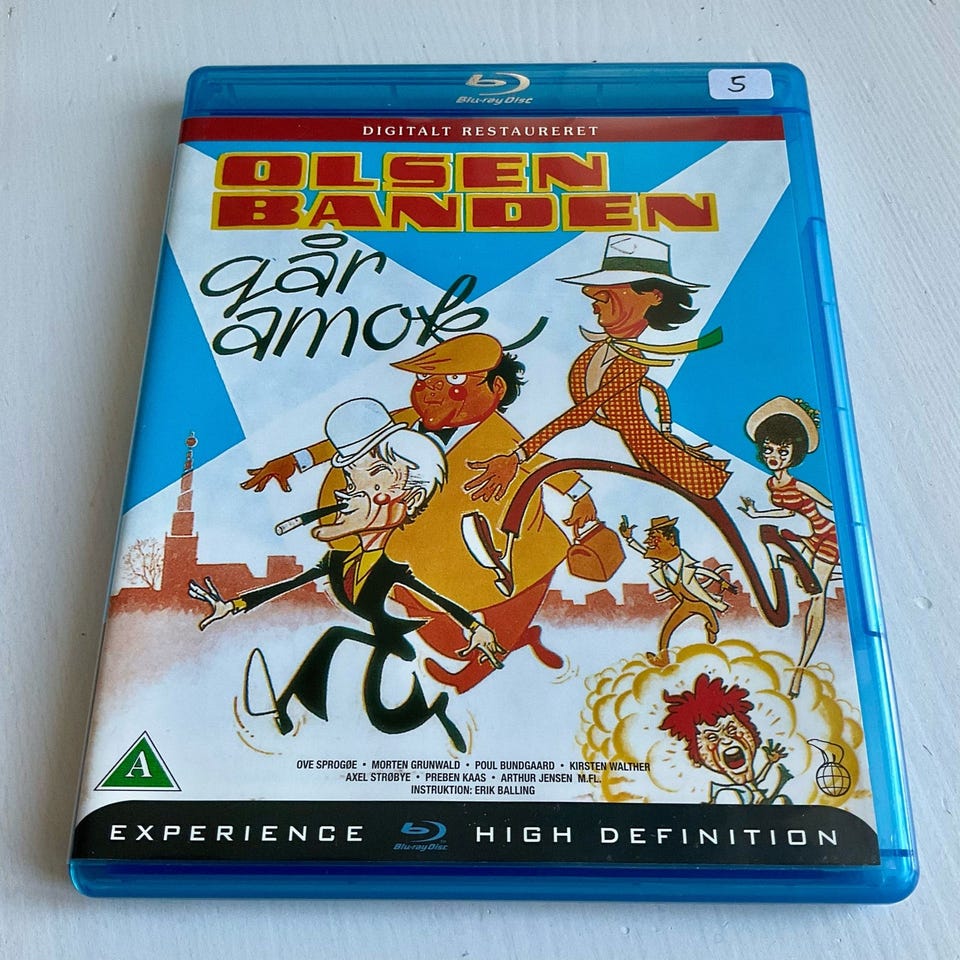 Blu-ray Disc
5
DIGITALT RESTAURERET
OLSEN
BANDEN
går
amok
OVE SPROGØE • MORTEN GRUNWALD • POUL BUNDGAARD • KIRSTEN WALTHER
AXEL STRØBYE • PREBEN KAAS • ARTHUR JENSEN M.FL.
INSTRUKTION: ERIK BALLING
A
EXPERIENCE Blu-ray Disc HIGH DEFINITION